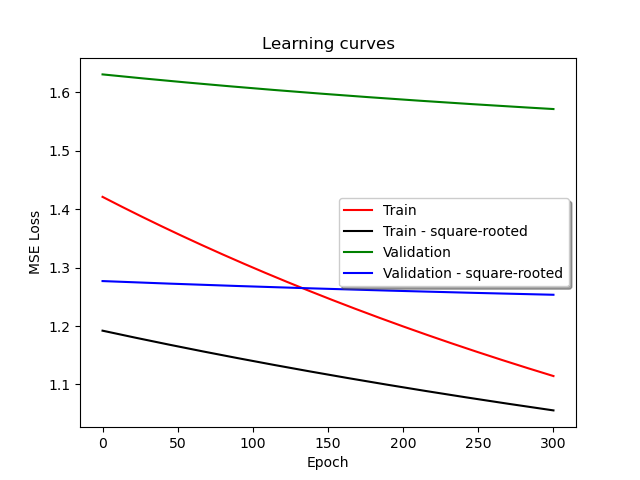 Learning curves
MSE Loss
1.6
1.5
1.4
1.3
1.2
1.1
Train
Train - square-rooted
Validation
Validation - square-rooted
0 50 100 150 200 250 300
Epoch